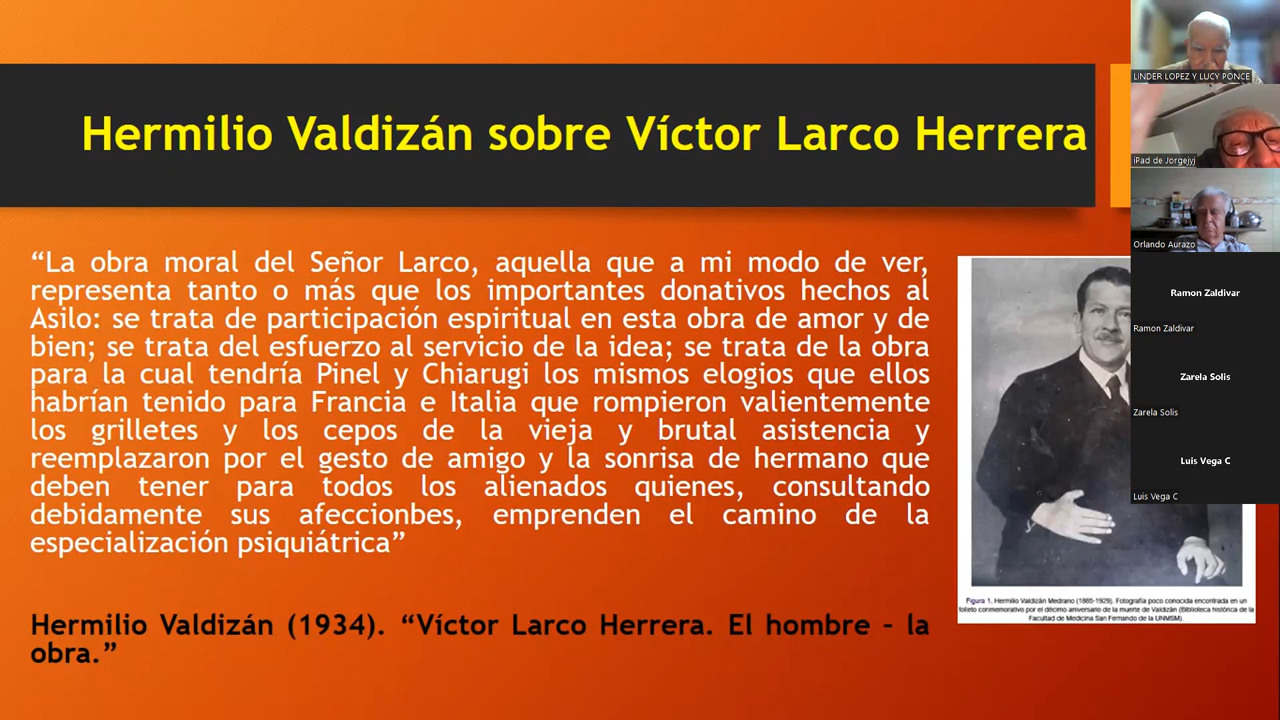 Hermilio Valdizán sobre Víctor Larco Herrera
“La obra moral del Señor Larco, aquella que a mi modo de ver,
representa tanto o más que los importantes donativos hechos al
Asilo: se trata de participación espiritual en esta obra de amor y de
bien; se trata del esfuerzo al servicio de la idea; se trata de la obra
para la cual tendría Pinel y Chiarugi los mismos elogios que ellos
habrían tenido para Francia e Italia que rompieron valientemente
los grilletes y los cepos de la vieja y brutal asistencia y
reemplazaron por el gesto de amigo y la sonrisa de hermano que
deben tener para todos los alienados quienes, consultando
debidamente sus afeccionbes, emprenden el camino de la
especialización psiquiátrica”
Hermilio Valdizán (1934). “Víctor Larco Herrera. El hombre – la
obra.”
Figura 1. Hermilio Valdizán Medrano (1885-1929). Fotografía poco conocida encontrada en un
folleto conmemorativo por el décimo aniversario de la muerte de Valdizán (Biblioteca histórica de la
Facultad de Medicina San Fernando de la UNMSM).
LINDER LOPEZ Y LUCY PONCE
iPad de Jorgejyj
Orlando Aurazo
Ramon Zaldivar
Ramon Zaldivar
Zarela Solis
Zarela Solis
Luis Vega C
Luis Vega C